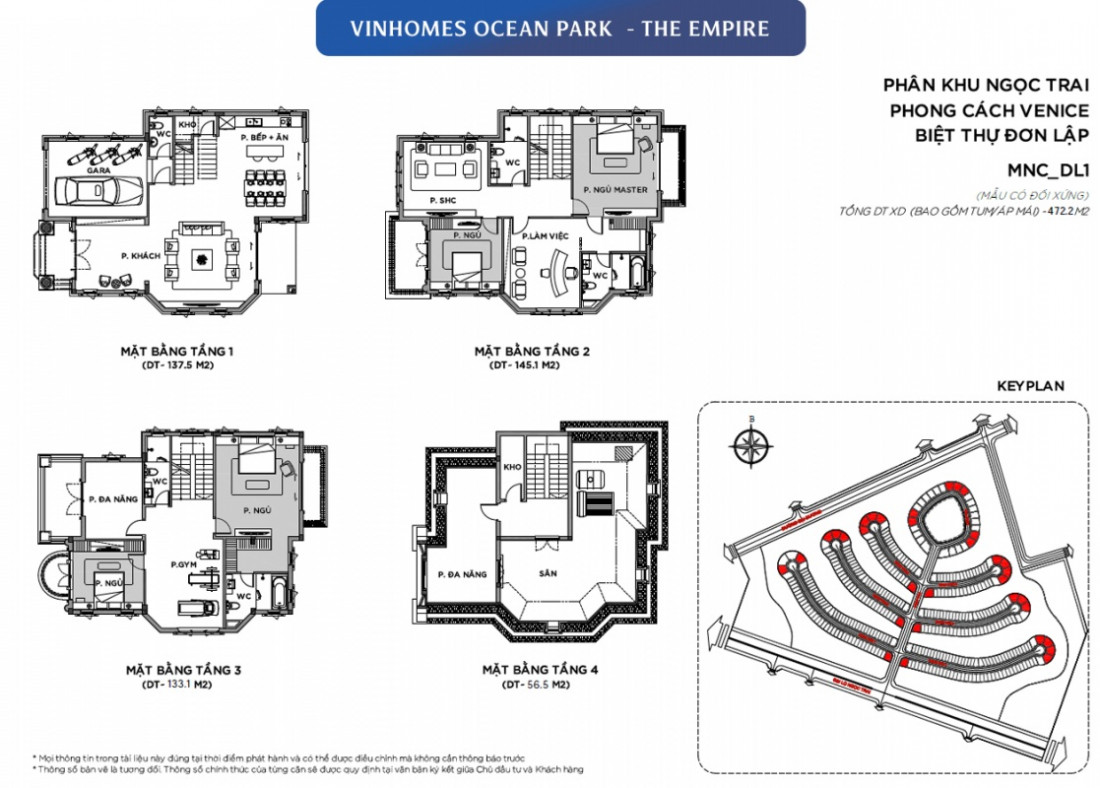 VINHOMES OCEAN PARK - THE EMPIRE
PHÂN KHU NGỌC TRAI
PHONG CÁCH VENICE
BIỆT THỰ ĐƠN LẬP
MNC_DL1
(MẪU CÓ ĐỐI XỨNG)
TỔNG DT XD (BAO GỒM TUM/ÁP MÁI) -472.2M2
WC
KHO
P. BẾP + ĂN
GARA
P. KHÁCH
MẶT BẰNG TẦNG 1
(DT- 137.5 M2)
WC
P. SHC
P. NGỦ MASTER
P. NGỦ
P.LÀM VIỆC
WC
MẶT BẰNG TẦNG 2
(DT- 145.1 M2)
KEYPLAN
B
P. ĐA NĂNG
WC
P. NGỦ
P.GYM
P. NGỦ
WC
MẶT BẰNG TẦNG 3
(DT- 133.1 M2)
KHO
P. ĐA NĂNG
SÂN
MẶT BẰNG TẦNG 4
(DT- 56.5 M2)
ĐẠI LỘ NGỌC TRAI
* Mọi thông tin trong tài liệu này đúng tại thời điểm phát hành và có thể được điều chỉnh mà không cần thông báo trước
* Thông số bản vẽ là tương đối. Thông số chính thức của từng căn sẽ được quy định tại văn bản ký kết giữa Chủ đầu tư và Khách hàng